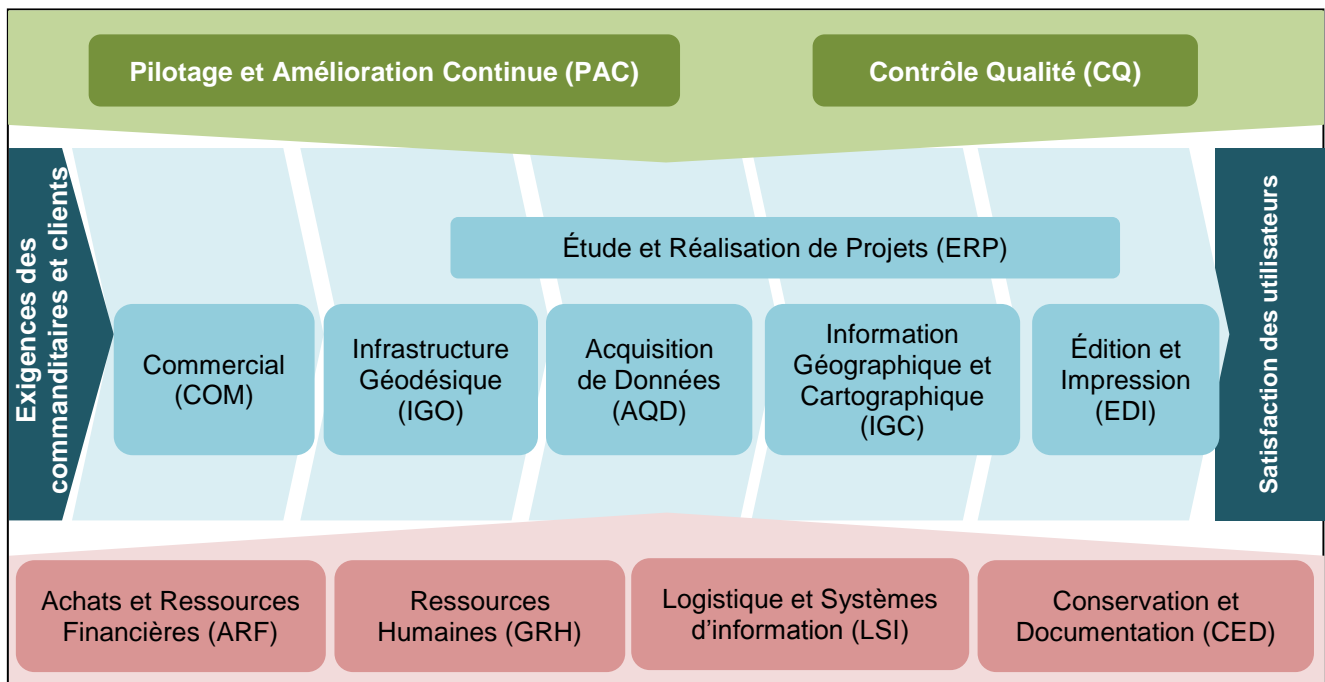 Pilotage et Amélioration Continue (PAC)
Contrôle Qualité (CQ)
Exigences des
commanditaires et clients
Étude et Réalisation de Projets (ERP)
Commercial
(COM)
Infrastructure
Géodésique
(IGO)
Acquisition
de Données
(AQD)
Information
Géographique et
Cartographique
(IGC)
Édition et
Impression
(EDI)
Satisfaction des utilisateurs
Achats et Ressources
Financières (ARF)
Ressources
Humaines (GRH)
Logistique et Systèmes
d’information (LSI)
Conservation et
Documentation (CED)